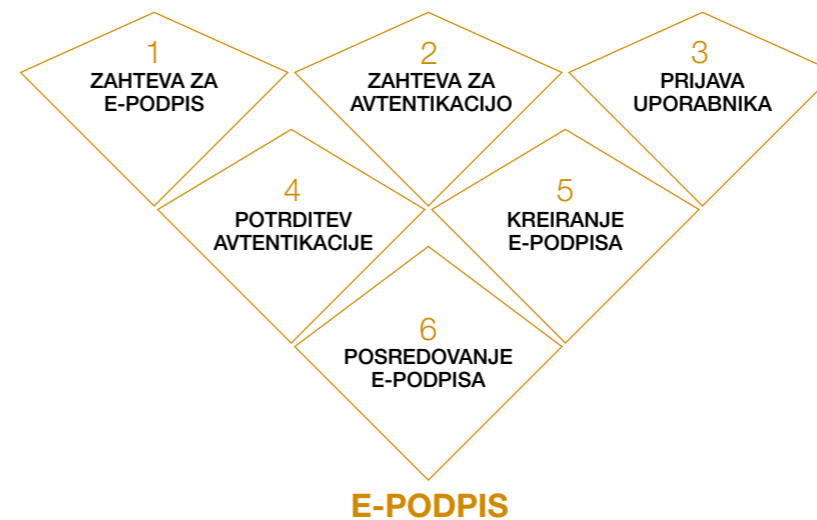 1
ZAHTEVA ZA
E-PODPIS
2
ZAHTEVA ZA
AVTENTIKACIJO
3
PRIJAVA
UPORABNIKA
4
POTRDITEV
AVTENTIKACIJE
5
KREIRANJE
E-PODPISA
6
POSREDOVANJE
E-PODPISA
E-PODPIS